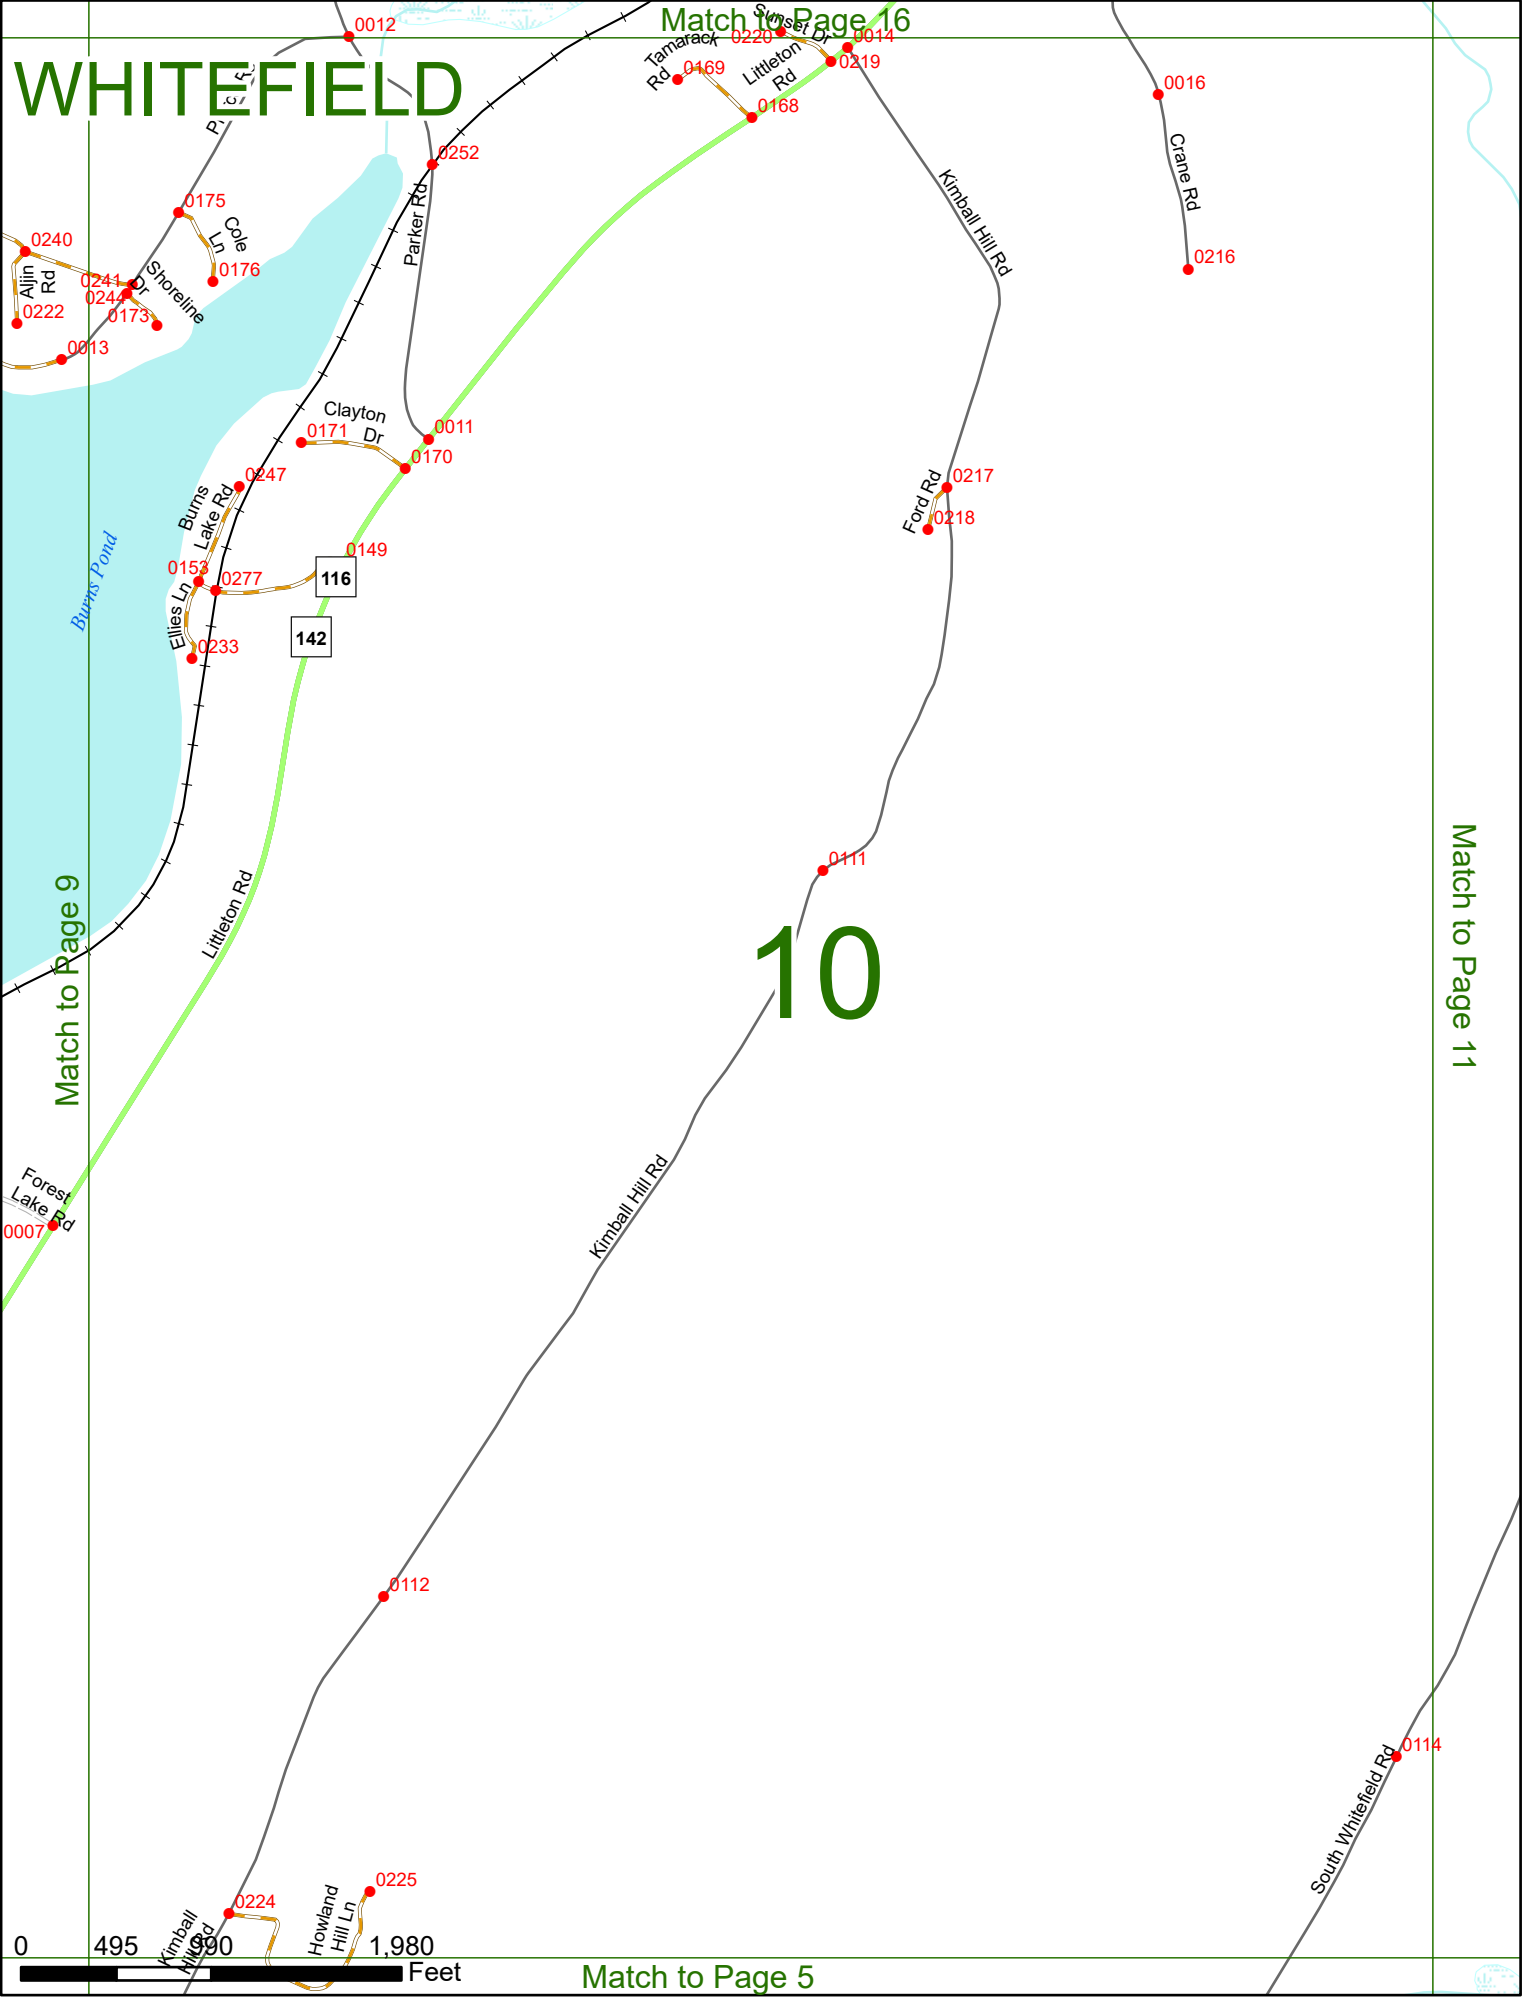 Match to Page 16
0012
Sunset Dr
0220
0014
0219
Tamarack
Rd
0169
Littleton
Rd
WHITEFIELD
0168
0016
0252
Crane Rd
Kimball Hill Rd
Parker Rd
0175
Cole
Ln
0240
0176
0216
Aljin
Rd
0241
0244
Shoreline
Dr
0222
0173
0013
Clayton
Dr
0171
0011
0170
0247
0217
Burns
Lake Rd
Ford Rd
0218
0149
Burns Pond
0153
0277
116
Ellies Ln
142
0233
0111
Littleton Rd
Match to Page 9
Match to Page 11
10
Forest
Lake Rd
0007
Kimball Hill Rd
0112
0114
South Whitefield Rd
0225
0224
Howland
Hill Ln
Kimball
Hill Rd
0 495 990 1,980
Feet
Match to Page 5